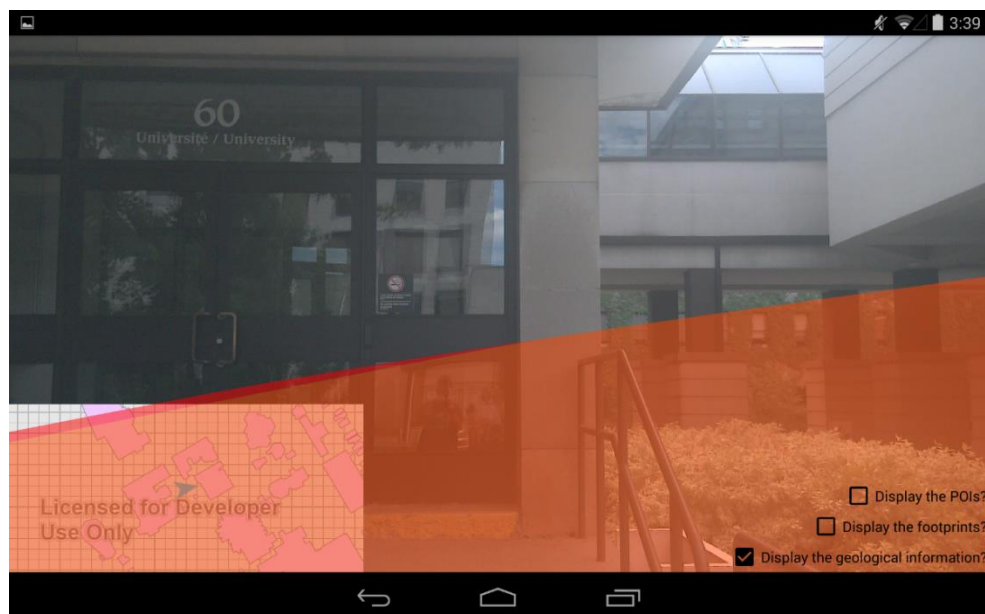 3:39
60
Université / University
Licensed for Developer
Use Only
Display the POIs?
Display the footprints?
Display the geological information?